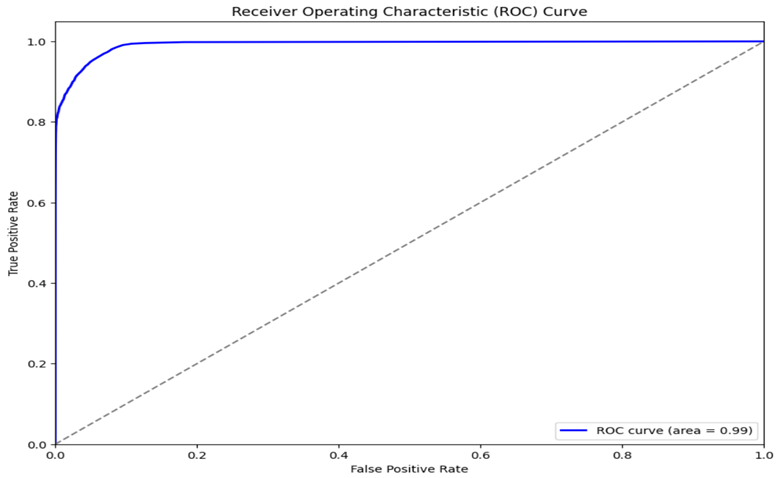 Receiver Operating Characteristic (ROC) Curve
1.0
0.8
0.6
0.4
0.2
0.0
True Positive Rate
0.0 0.2 0.4 0.6 0.8 1.0
False Positive Rate
ROC curve (area = 0.99)